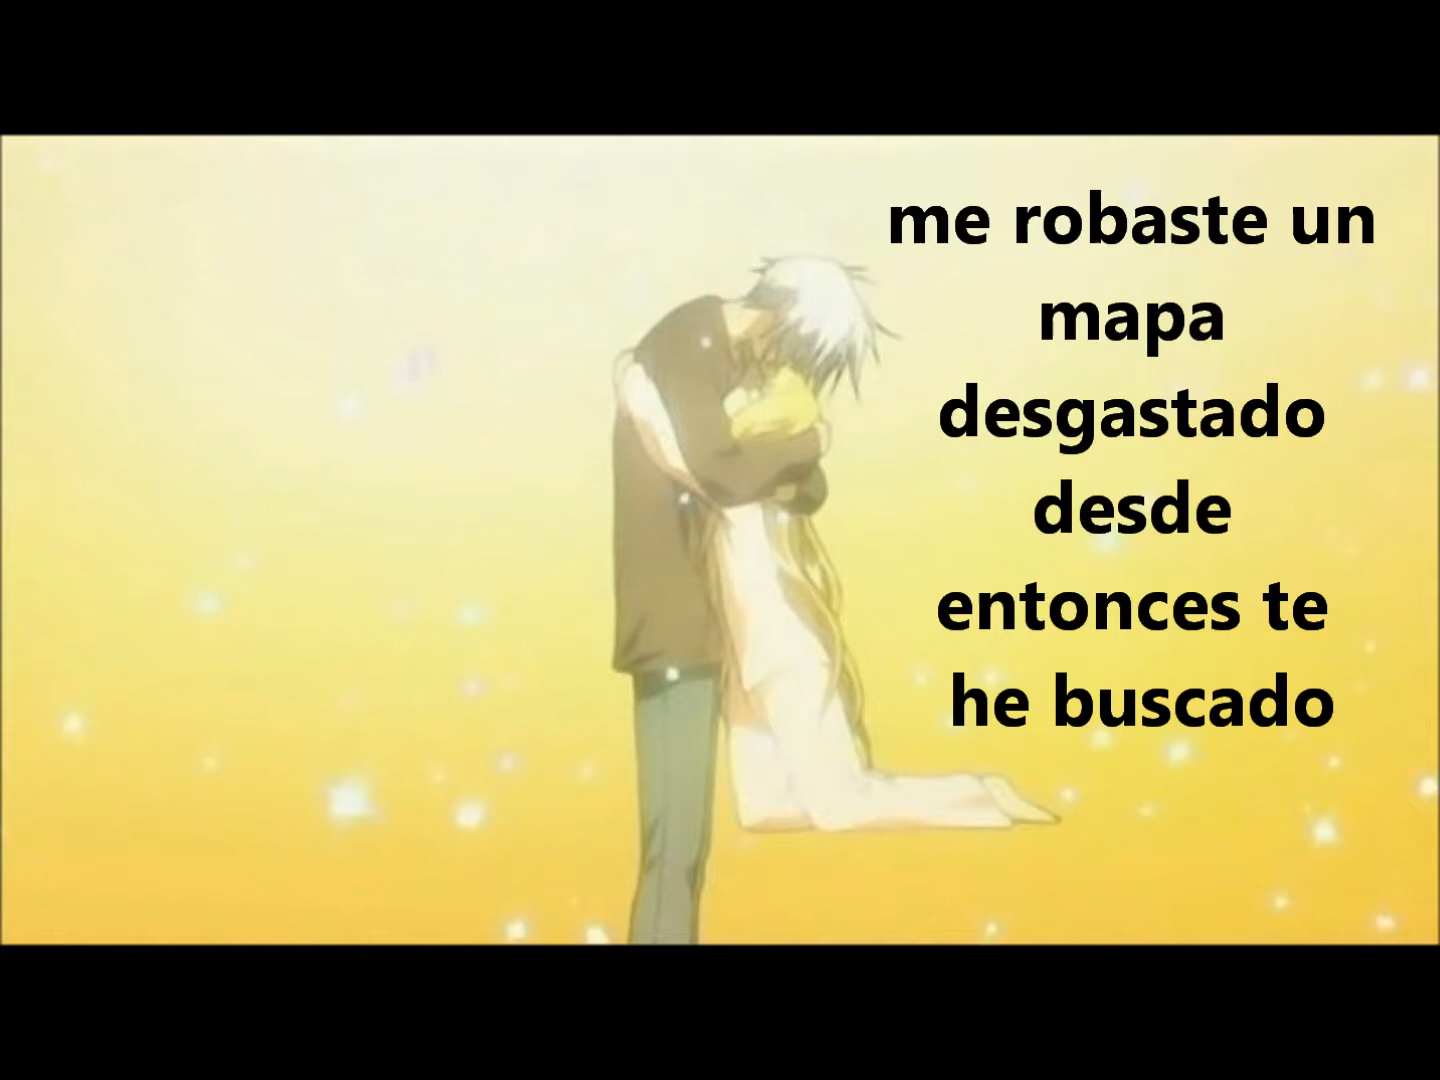 me robaste un
mapa
desgastado
desde
entonces te
he buscado